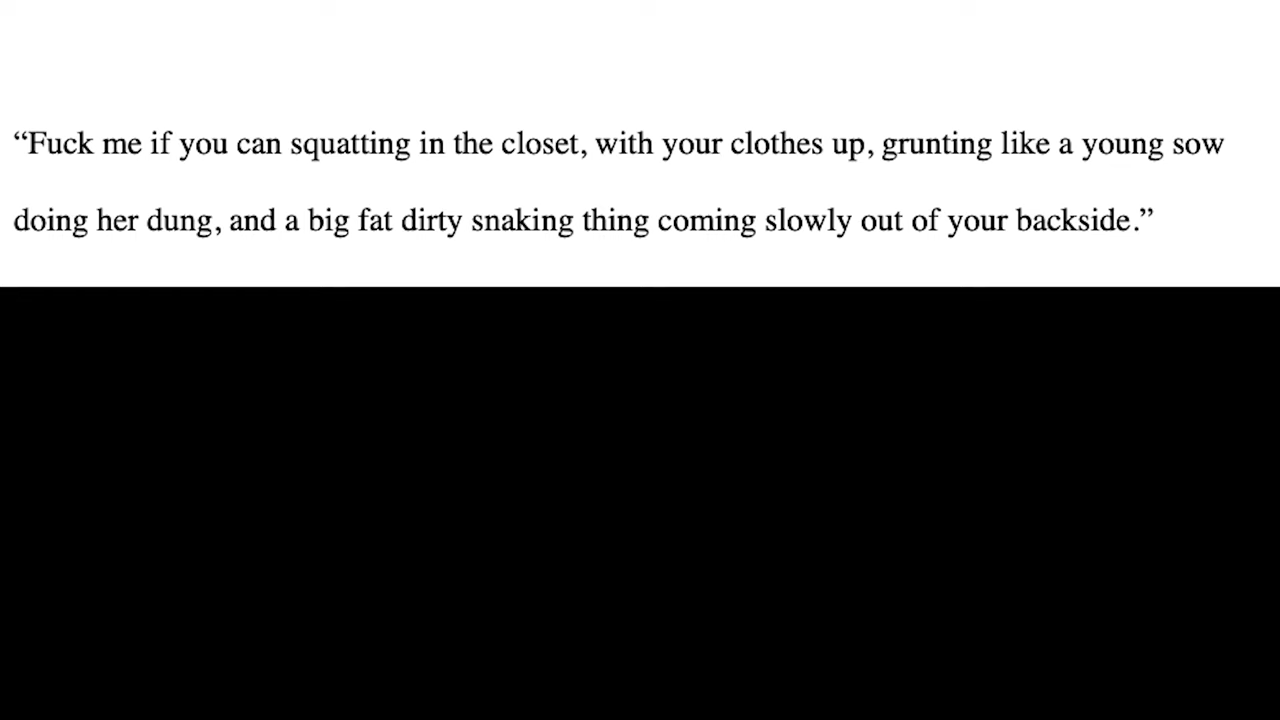 “Fuck me if you can squatting in the closet, with your clothes up, grunting like a young sow
doing her dung, and a big fat dirty snaking thing coming slowly out of your backside.”